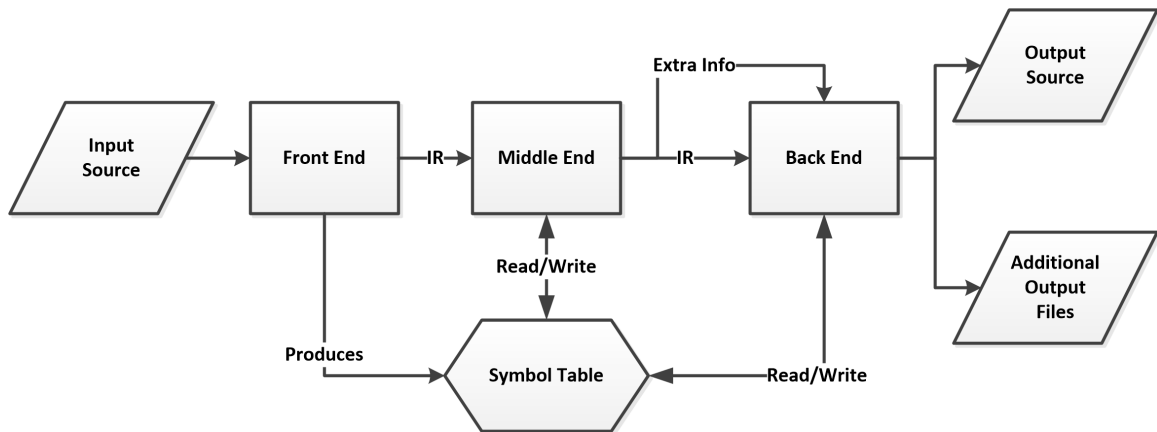 Input
Source
Front End
IR
Middle End
Extra Info
IR
Back End
Output
Source
Additional
Output
Files
Read/Write
Produces
Symbol Table
Read/Write